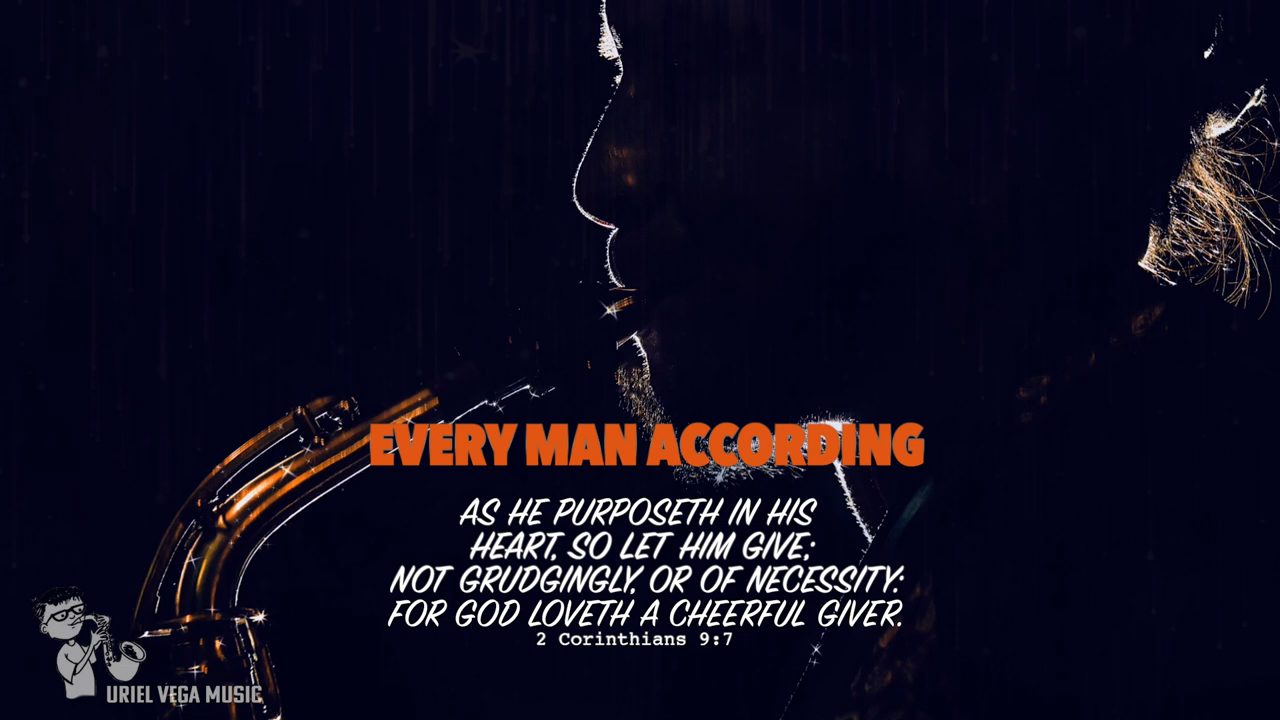 EVERY MAN ACCORDING
AS HE PURPOSETH IN HIS
HEART, SO LET HIM GIVE;
NOT GRUDGINGLY, OR OF NECESSITY:
FOR GOD LOVETH A CHEERFUL GIVER.
2 Corinthians 9:7
URIEL VEGA MUSIC